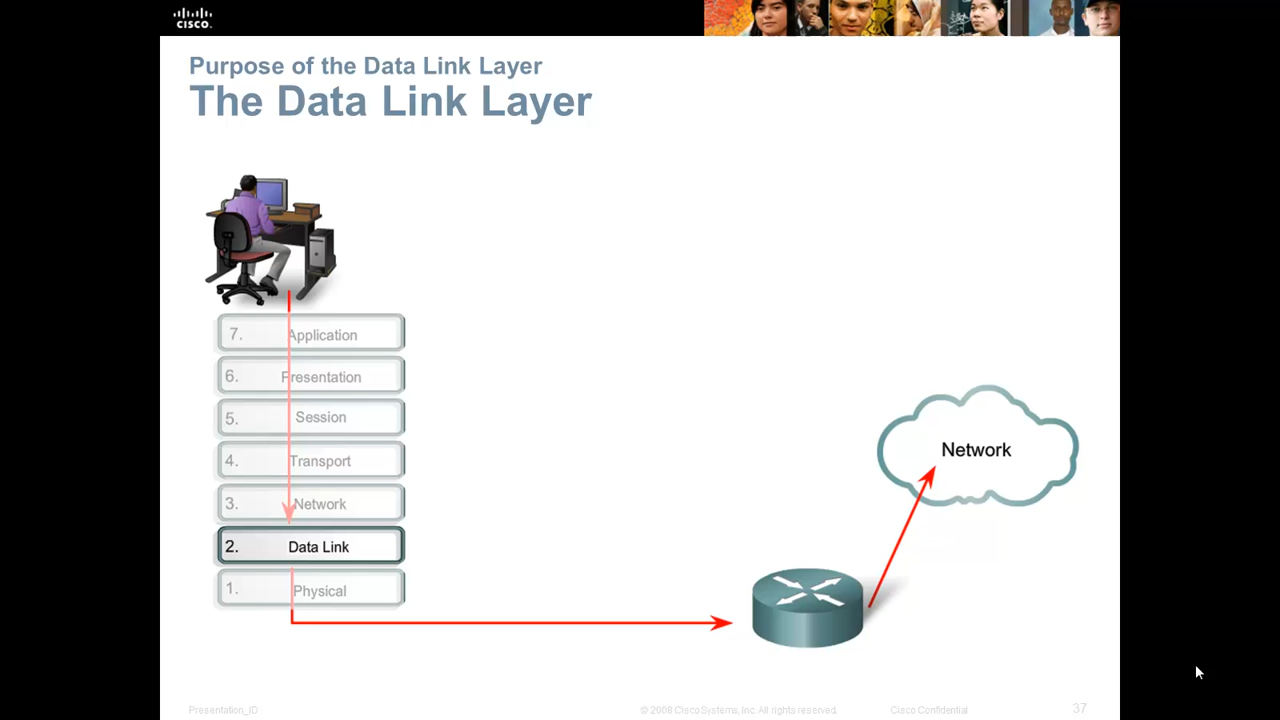 CISCO.
Purpose of the Data Link Layer
The Data Link Layer
7. Application
6. Presentation
5. Session
4. Transport
3. Network
2. Data Link
1. Physical
Network
Presentation_ID
© 2008 Cisco Systems, Inc. All rights reserved.
Cisco Confidential
37